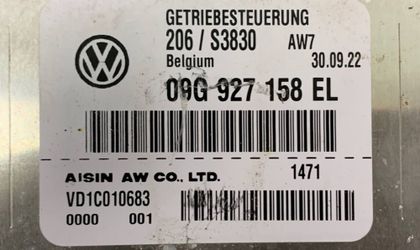 GETRIEBESTEUERUNG
206 / S3830 AW7
Belgium 30.09.22
09G 927 158 EL
AISIN AW CO., LTD. 1471
VD1C010683
0000 001